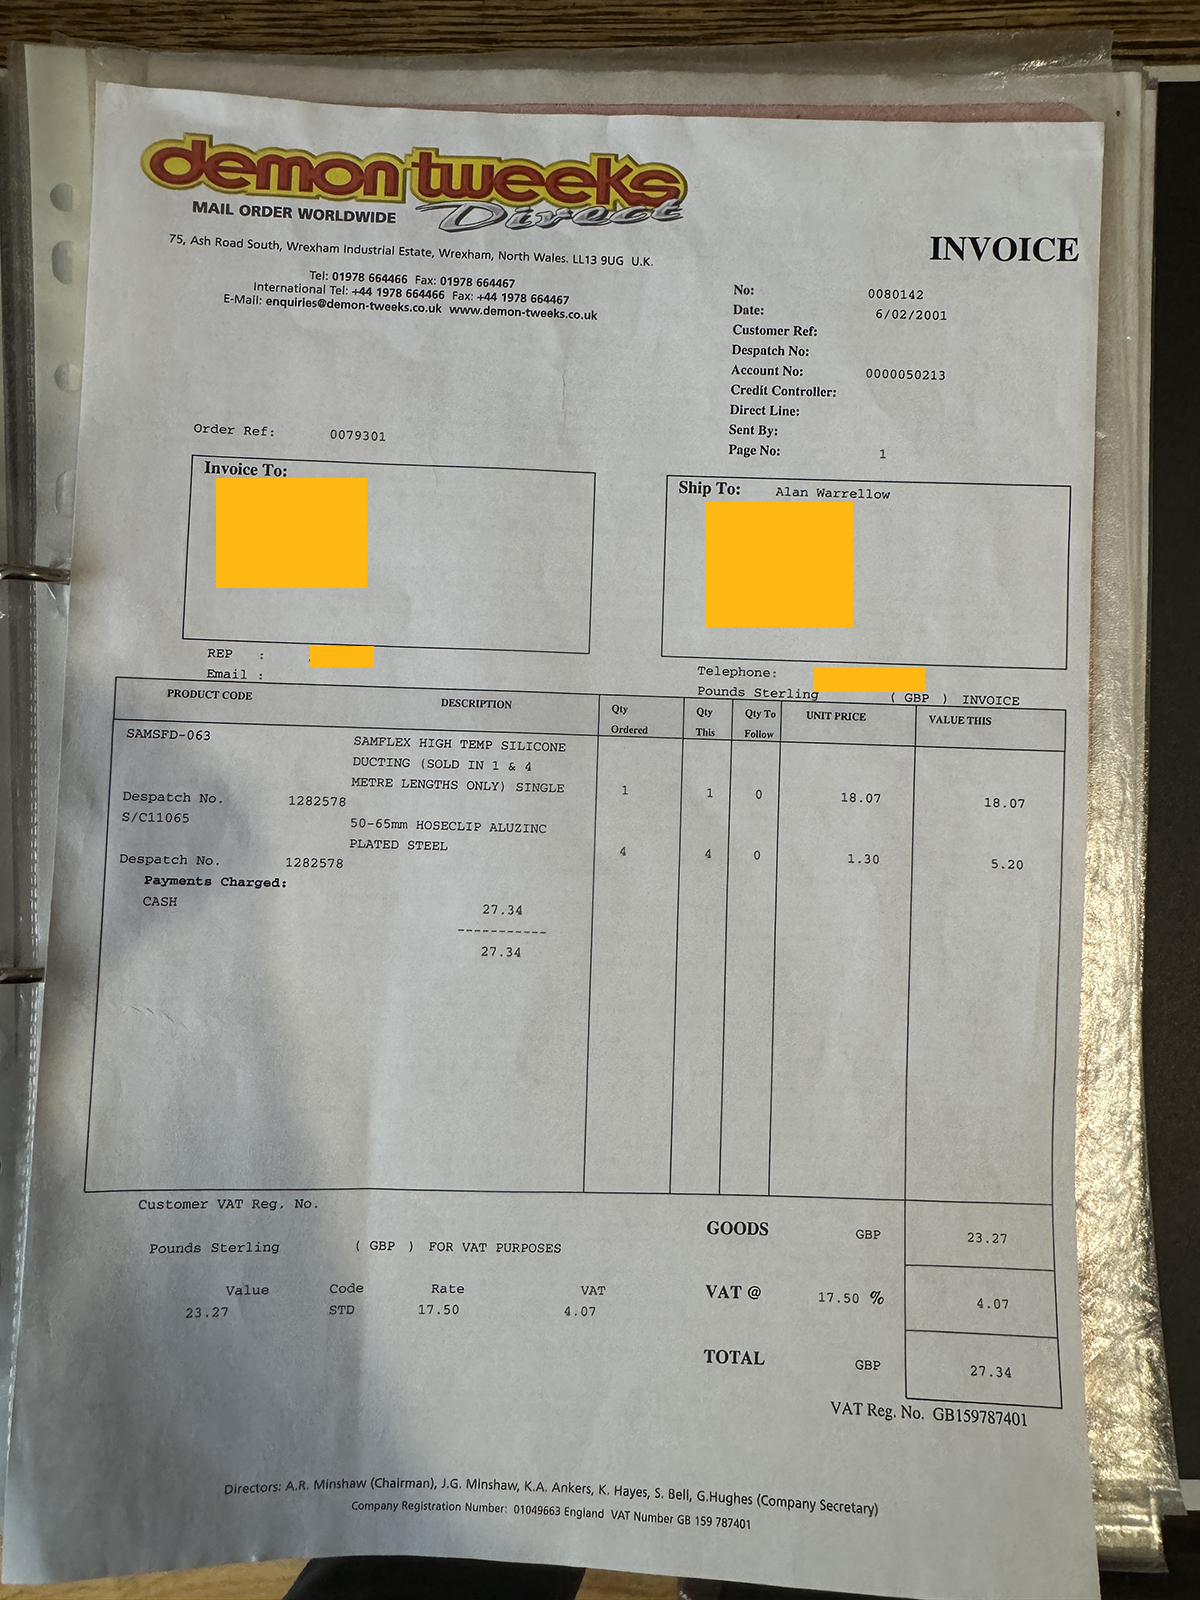 demon tweeks
Direct
MAIL ORDER WORLDWIDE
75, Ash Road South, Wrexham Industrial Estate, Wrexham, North Wales. LL13 9UG U.K.
Tel: 01978 664466 Fax: 01978 664467
International Tel: +44 1978 664466 Fax: +44 1978 664467
E-Mail: enquiries@demon-tweeks.co.uk www.demon-tweeks.co.uk
INVOICE
No: 0080142
Date: 6/02/2001
Customer Ref:
Despatch No:
Account No: 0000050213
Credit Controller:
Direct Line:
Sent By:
Page No: 1
Order Ref: 0079301
Invoice To:
Ship To: Alan Warrellow
REP :
Email :
Telephone:
Pounds Sterling ( GBP ) INVOICE
PRODUCT CODE DESCRIPTION Qty Ordered Qty This Qty To Follow UNIT PRICE VALUE THIS
SAMSFD-063 SAMFLEX HIGH TEMP SILICONE
DUCTING (SOLD IN 1 & 4
METRE LENGTHS ONLY) SINGLE 1 1 0 18.07 18.07
Despatch No. 1282578
S/C11065 50-65mm HOSECLIP ALUZINC
PLATED STEEL 4 4 0 1.30 5.20
Despatch No. 1282578
Payments Charged:
CASH 27.34
-----------
27.34
Customer VAT Reg. No.
Pounds Sterling ( GBP ) FOR VAT PURPOSES
Value Code Rate VAT
23.27 STD 17.50 4.07
GOODS GBP 23.27
VAT @ 17.50 % 4.07
TOTAL GBP 27.34
VAT Reg. No. GB159787401
Directors: A.R. Minshaw (Chairman), J.G. Minshaw, K.A. Ankers, K. Hayes, S. Bell, G.Hughes (Company Secretary)
Company Registration Number: 01049663 England VAT Number GB 159 787401